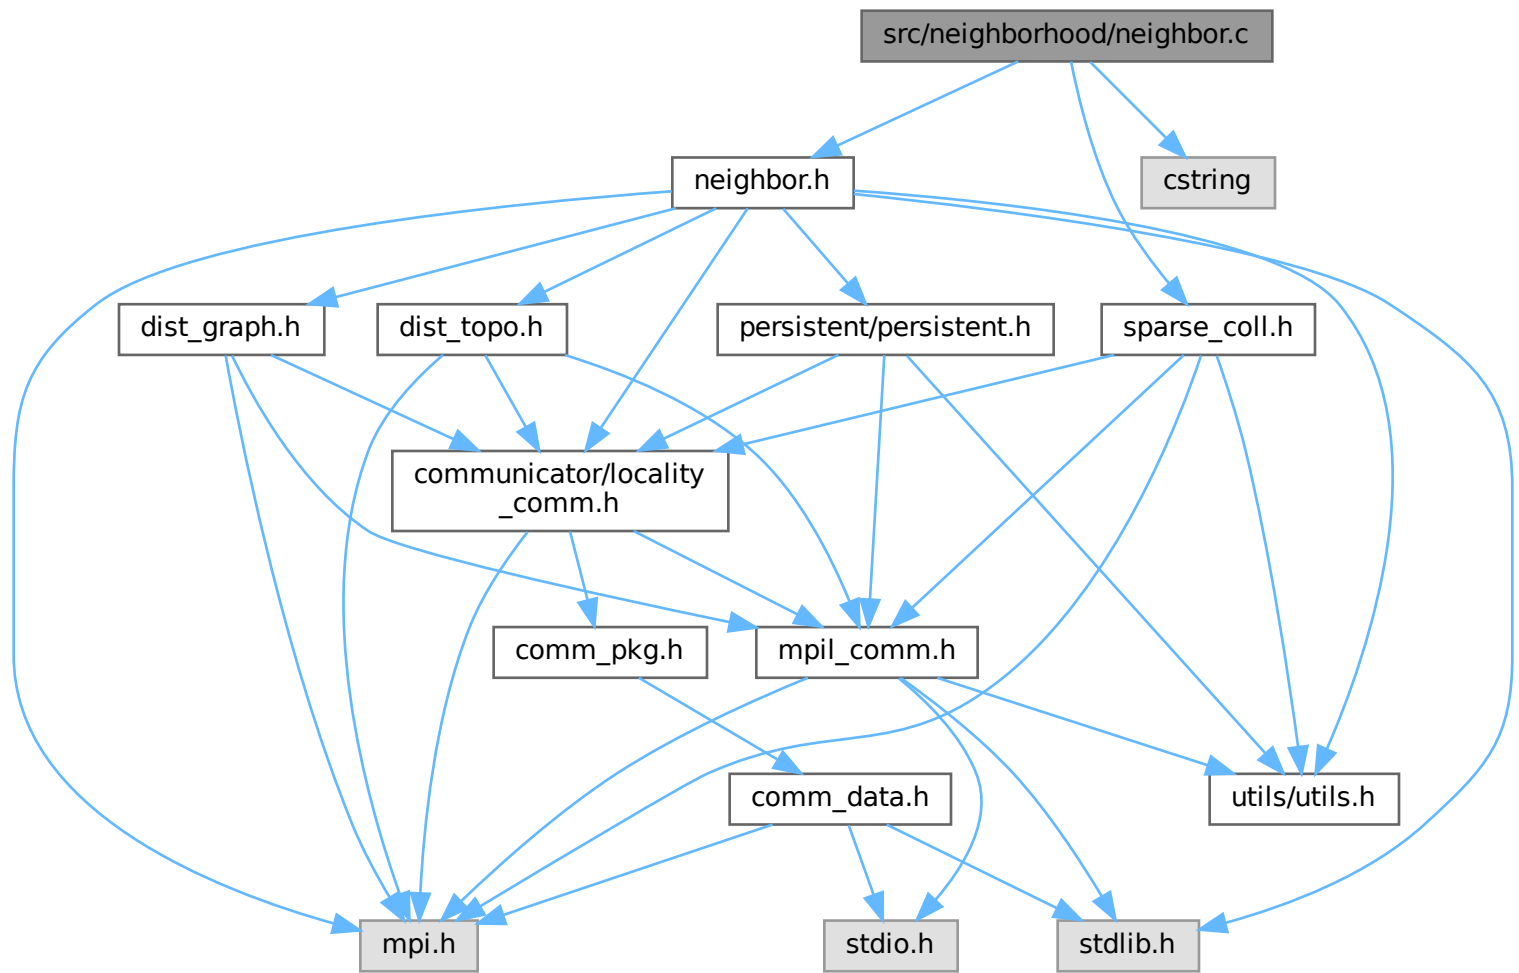 src/neighborhood/neighbor.c
neighbor.h
cstring
dist_graph.h
dist_topo.h
persistent/persistent.h
sparse_coll.h
communicator/locality
_comm.h
comm_pkg.h
mpil_comm.h
comm_data.h
utils/utils.h
mpi.h
stdio.h
stdlib.h